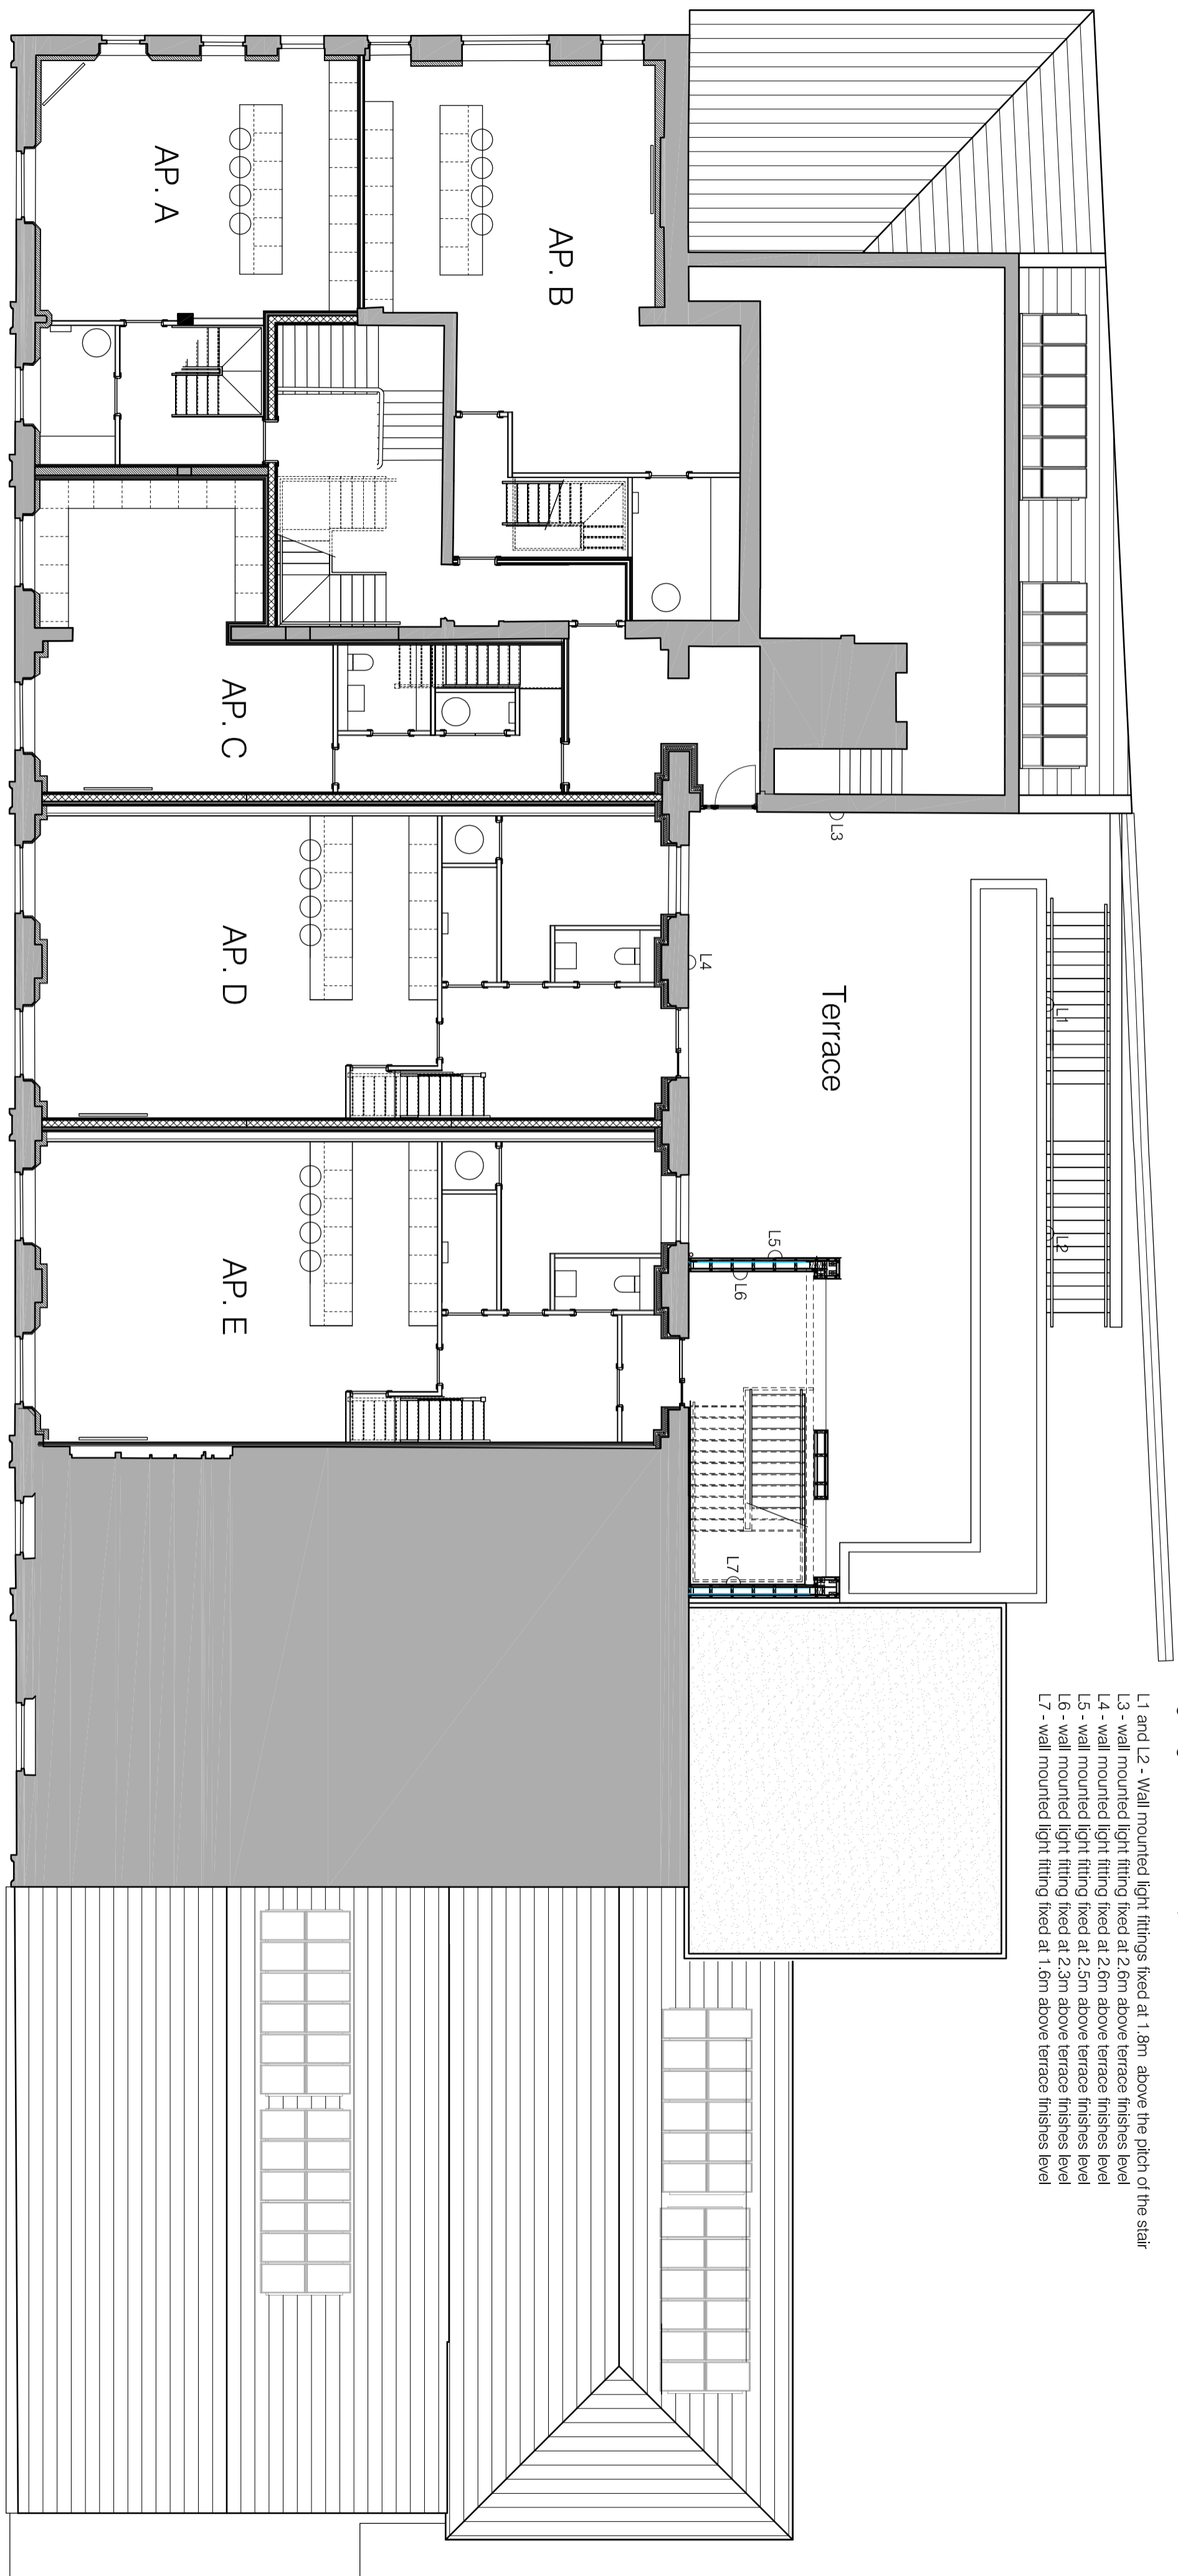 L1 and L2 - Wall mounted light fittings fixed at 1.8m above the pitch of the stair
L3 - wall mounted light fitting fixed at 2.6m above terrace finishes level
L4 - wall mounted light fitting fixed at 2.6m above terrace finishes level
L5 - wall mounted light fitting fixed at 2.5m above terrace finishes level
L6 - wall mounted light fitting fixed at 2.3m above terrace finishes level
L7 - wall mounted light fitting fixed at 1.6m above terrace finishes level
L1
L2
L3
Terrace
L5
L6
L7
L4
AP. B
AP. A
AP. C
AP. D
AP. E